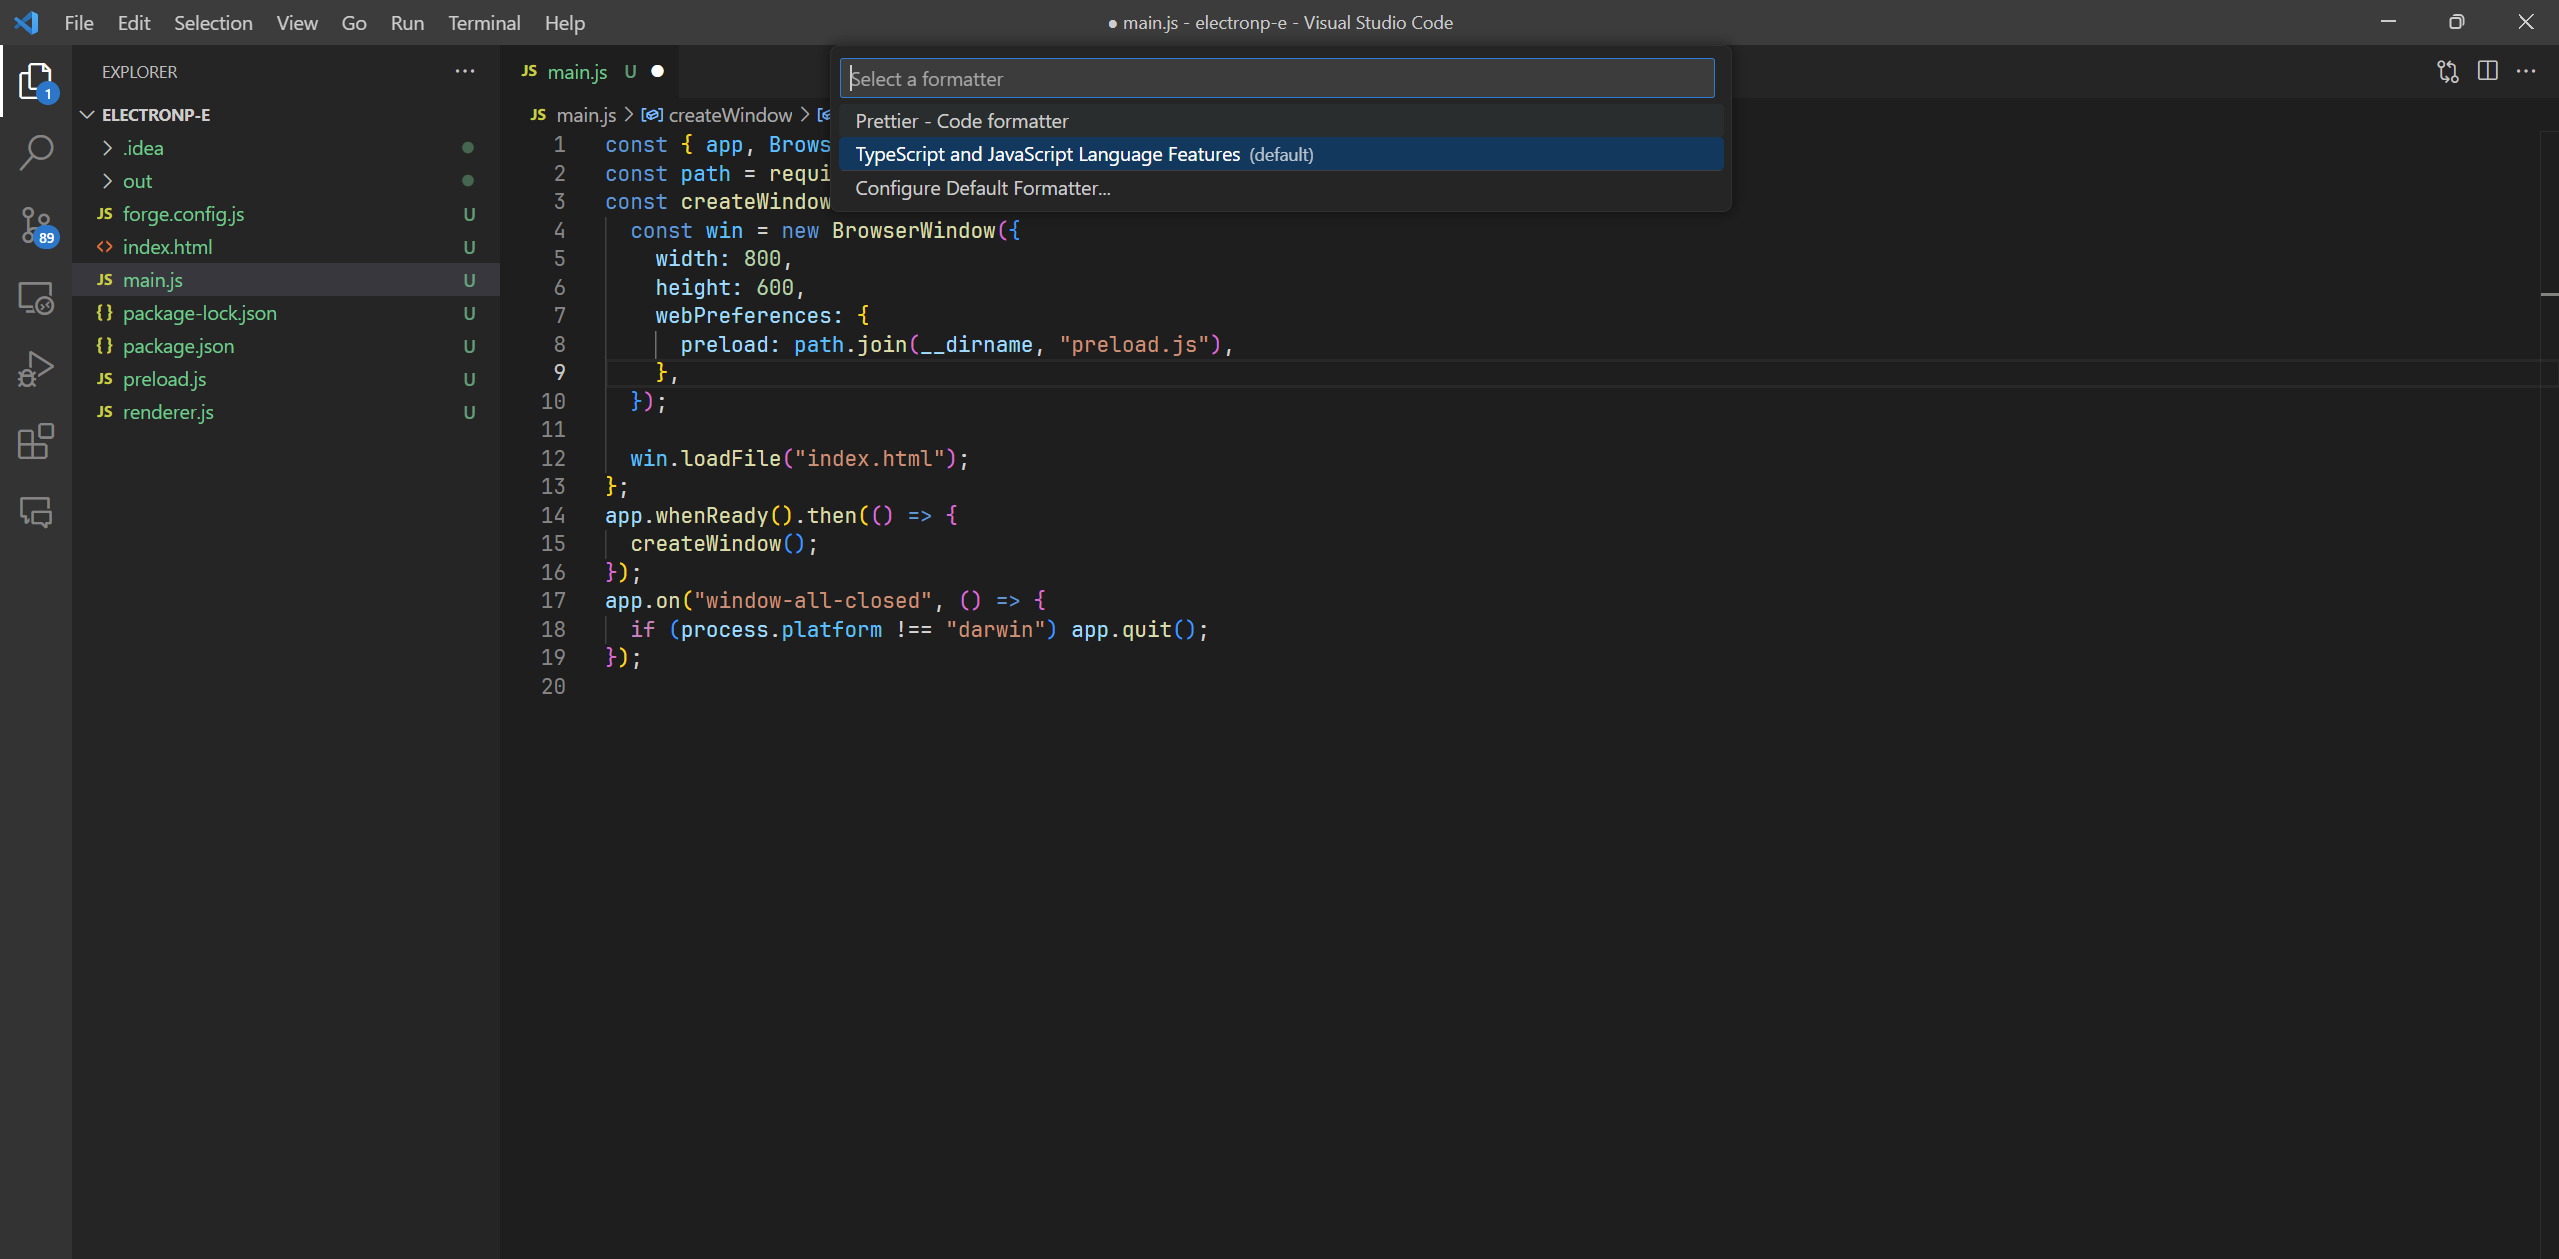 File Edit Selection View Go Run Terminal Help
● main.js - electronp-e - Visual Studio Code
EXPLORER
1
89
ELECTRONP-E
.idea
out
JS forge.config.js U
<> index.html U
JS main.js U
{} package-lock.json U
{} package.json U
JS preload.js U
JS renderer.js U
JS main.js U
Select a formatter
Prettier - Code formatter
TypeScript and JavaScript Language Features (default)
Configure Default Formatter...
JS main.js > createWindow >
1 const { app, Brows
2 const path = requi
3 const createWindow
4 const win = new BrowserWindow({
5 width: 800,
6 height: 600,
7 webPreferences: {
8 preload: path.join(__dirname, "preload.js"),
9 },
10 });
11
12 win.loadFile("index.html");
13 };
14 app.whenReady().then(() => {
15 createWindow();
16 });
17 app.on("window-all-closed", () => {
18 if (process.platform !== "darwin") app.quit();
19 });
20